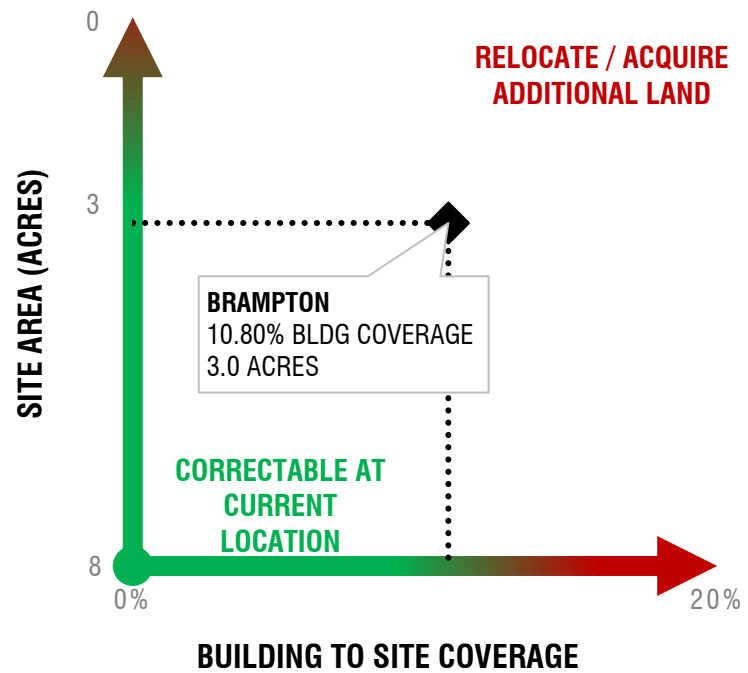 0
RELOCATE / ACQUIRE
ADDITIONAL LAND
3
SITE AREA (ACRES)
BRAMPTON
10.80% BLDG COVERAGE
3.0 ACRES
CORRECTABLE AT
CURRENT
LOCATION
8
0%
20%
BUILDING TO SITE COVERAGE